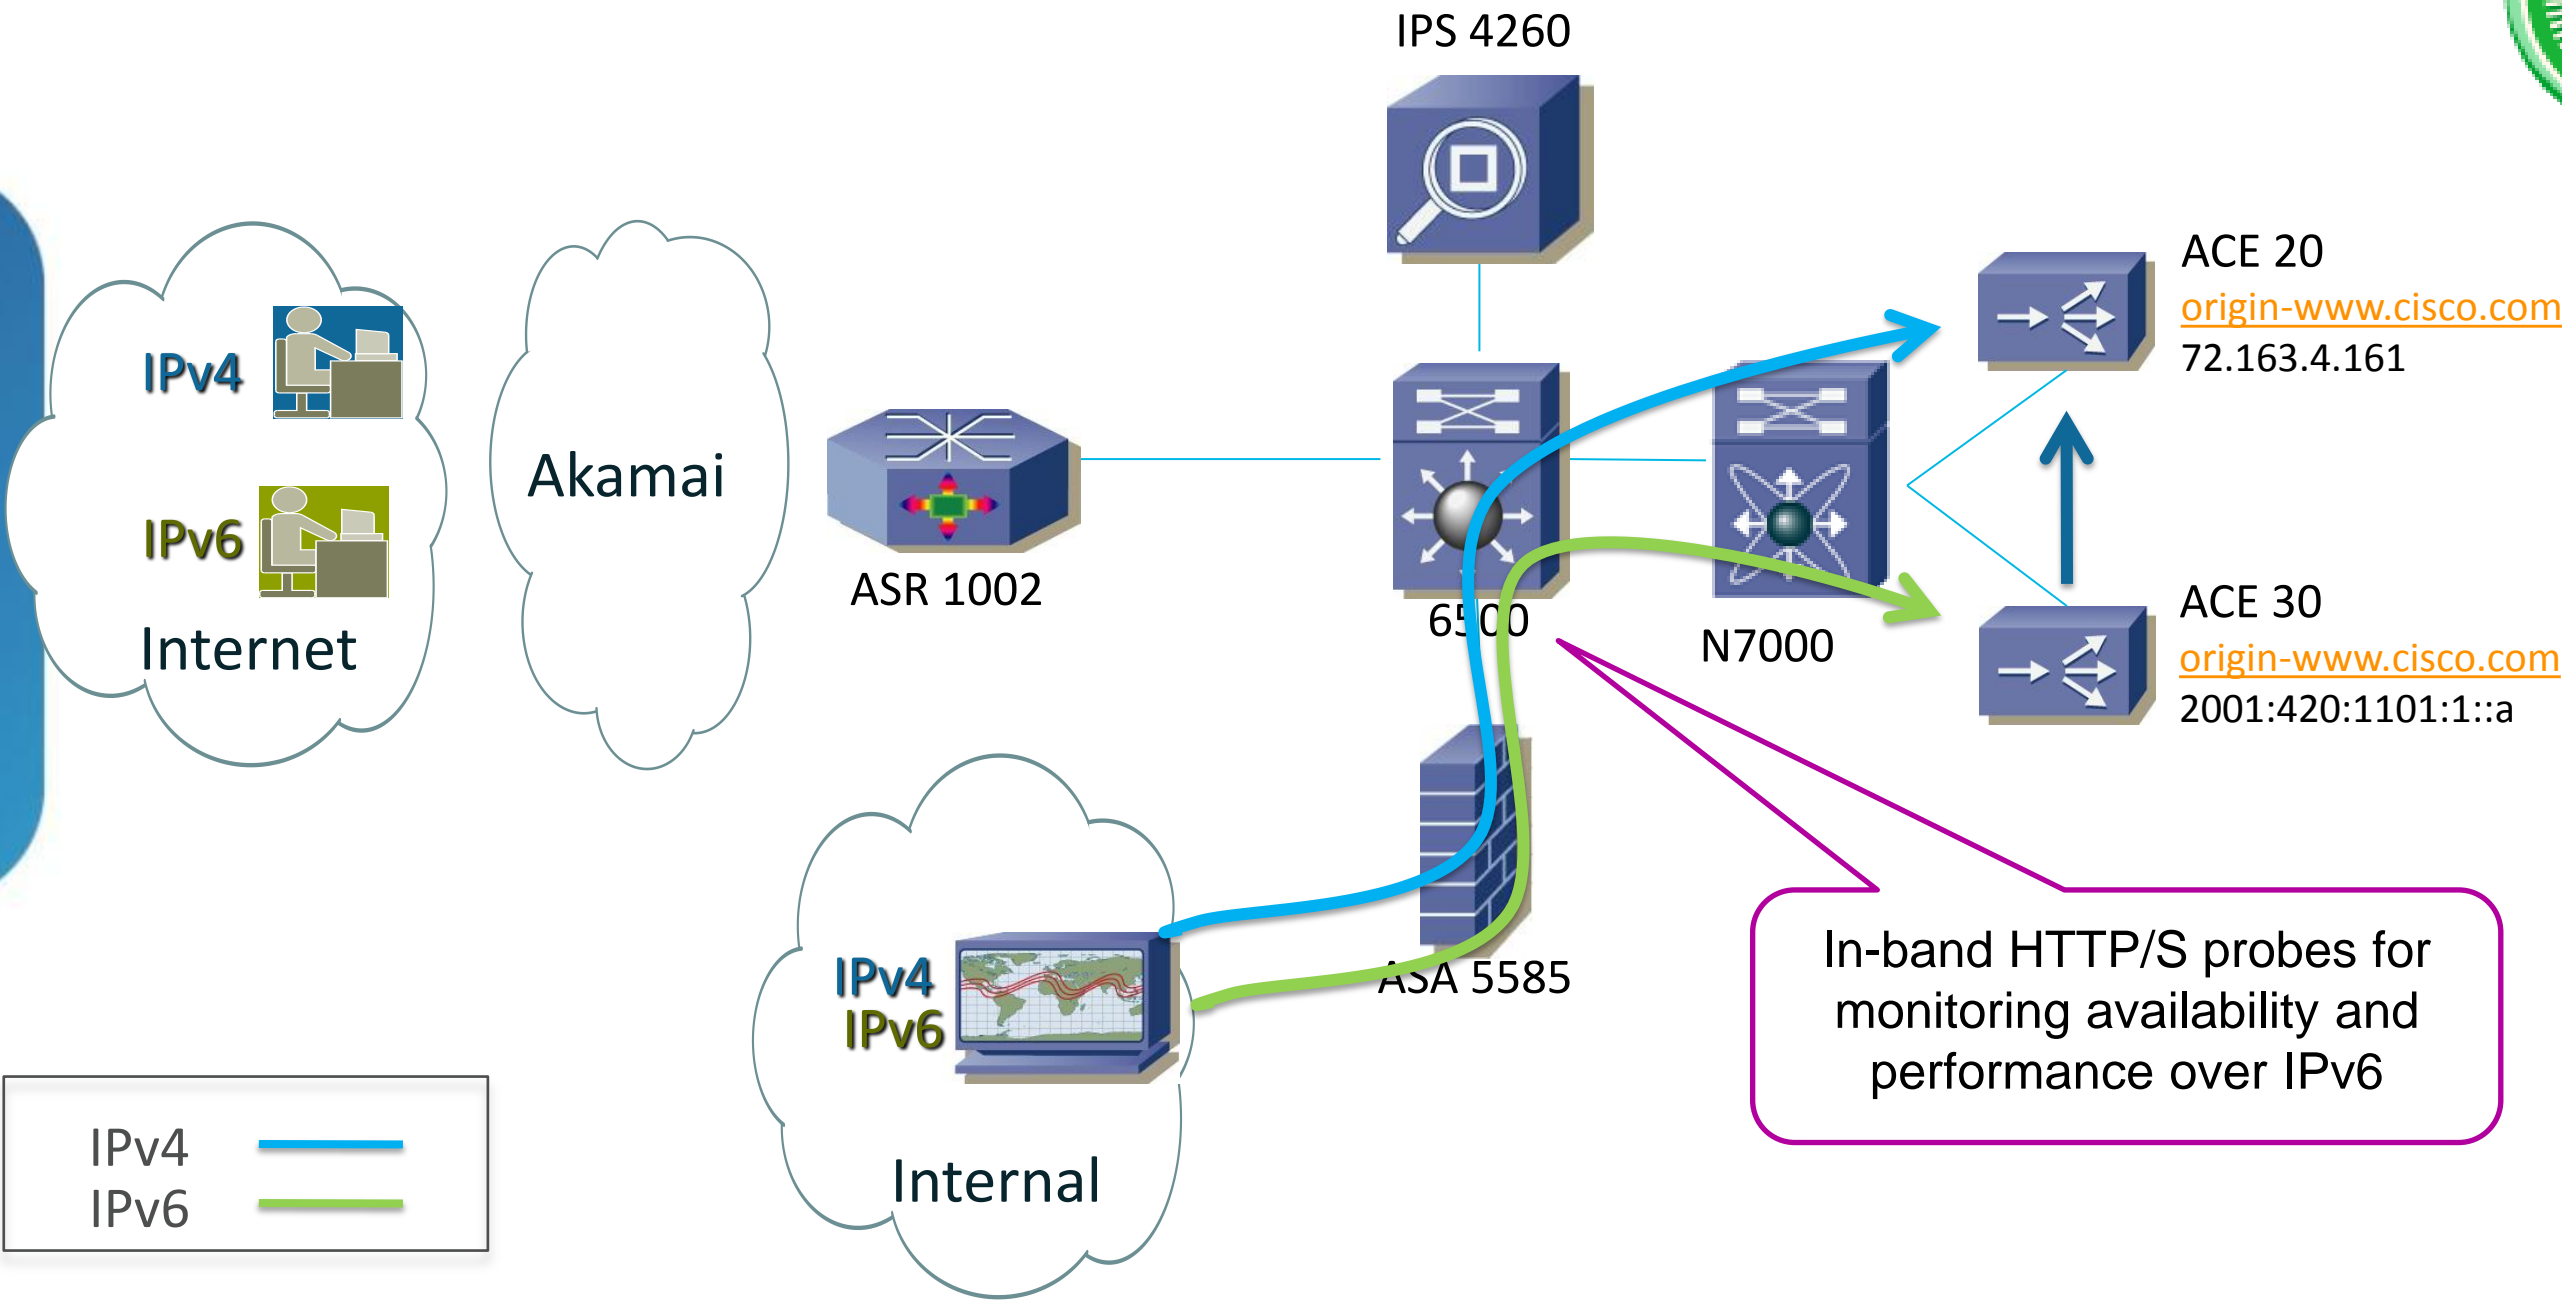 IPS 4260
ACE 20
origin-www.cisco.com
72.163.4.161
IPv4
IPv6
Internet
Akamai
ASR 1002
6500
N7000
ACE 30
origin-www.cisco.com
2001:420:1101:1::a
IPv4
IPv6
Internal
ASA 5585
In-band HTTP/S probes for
monitoring availability and
performance over IPv6
IPv4
IPv6